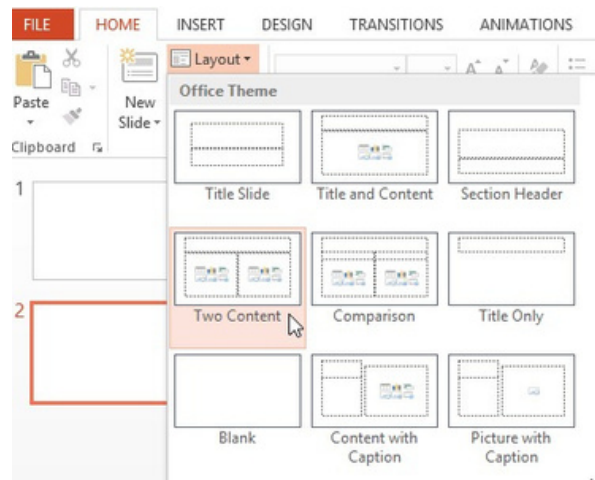 FILE HOME INSERT DESIGN TRANSITIONS ANIMATIONS
Layout
Paste
New
Slide
Clipboard
Office Theme
Title Slide Title and Content Section Header
Two Content Comparison Title Only
Blank Content with Caption Picture with Caption
1
2